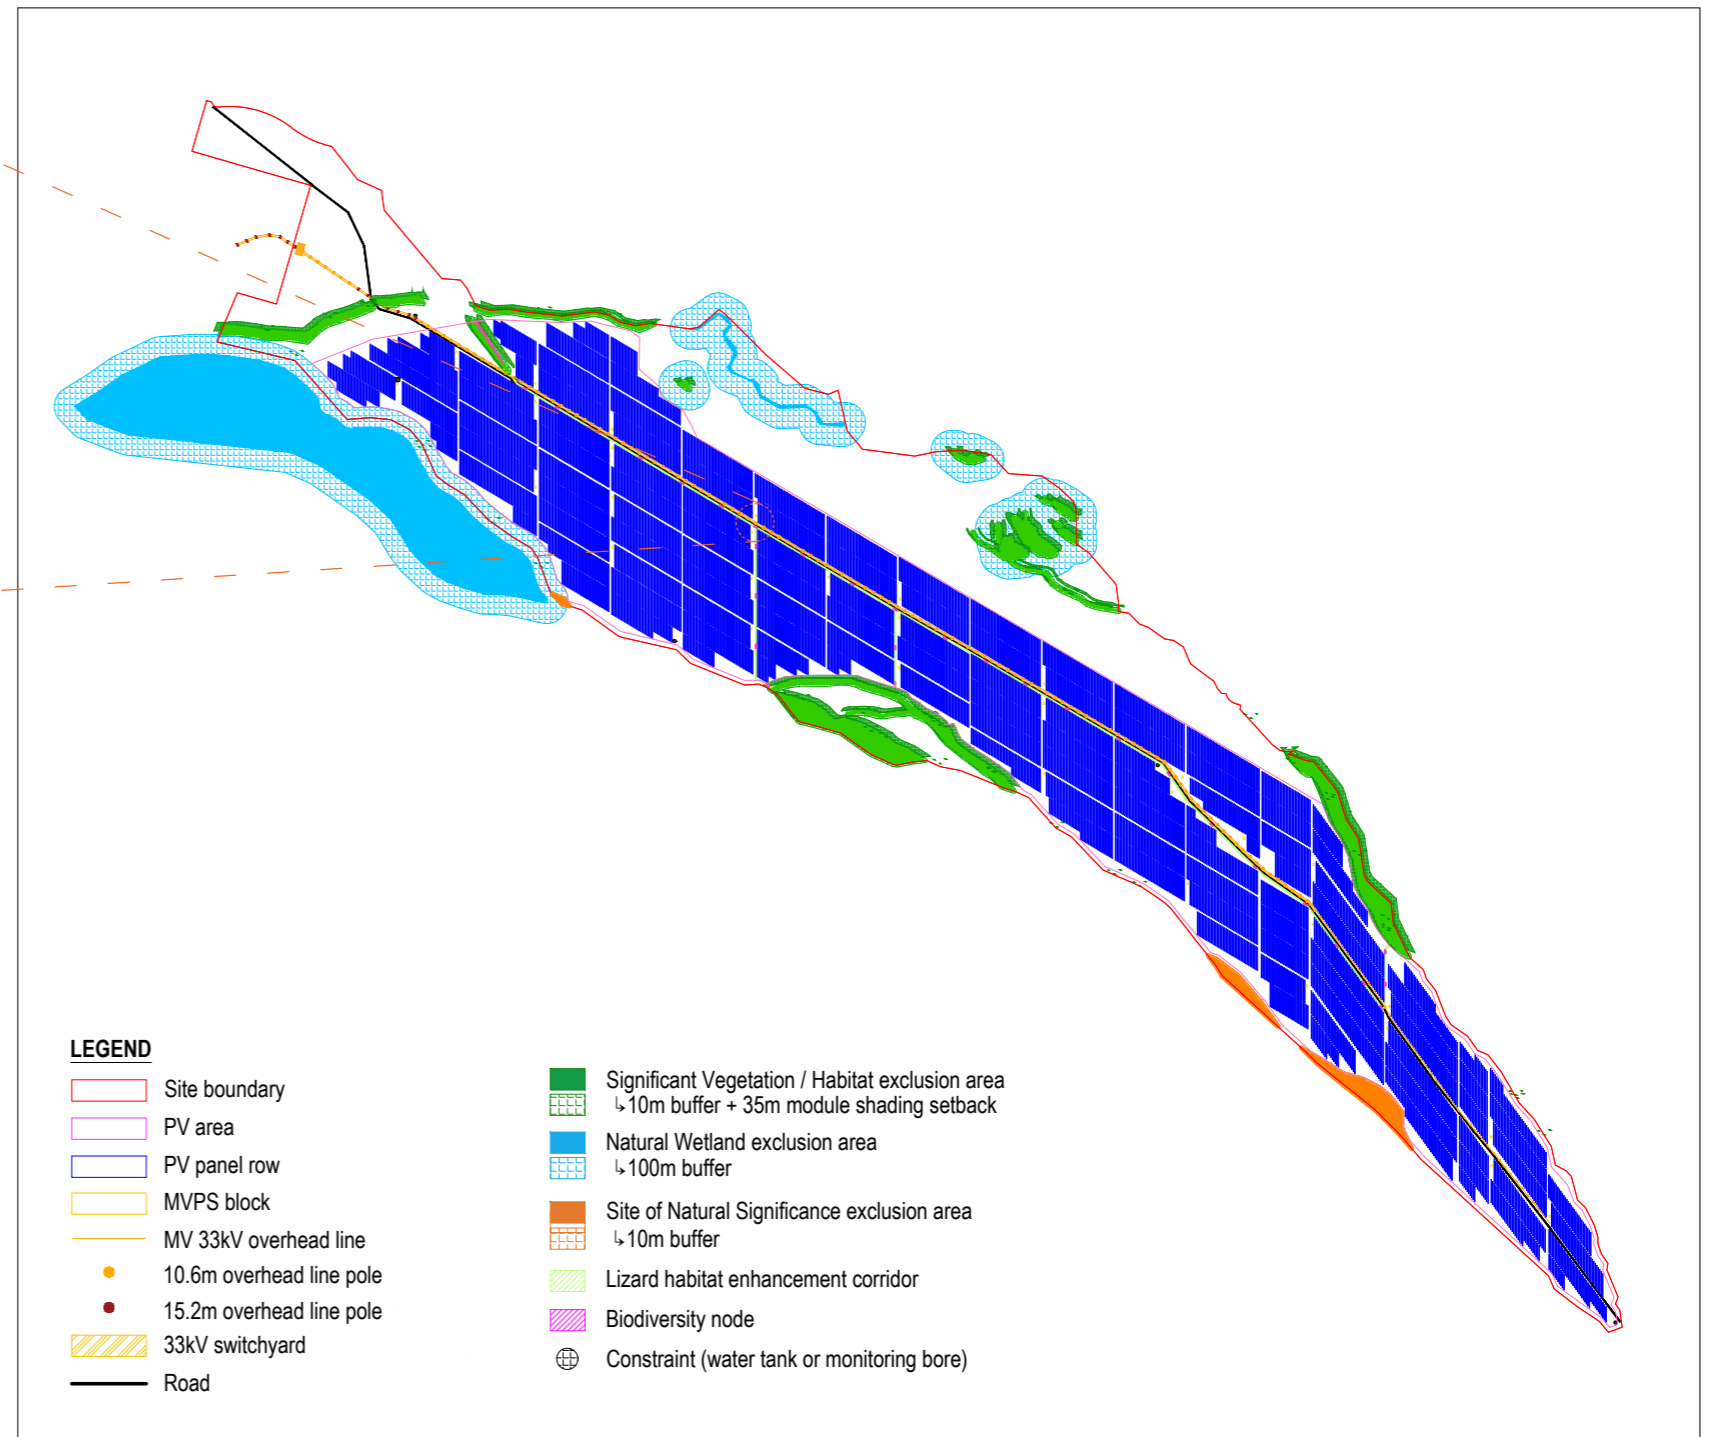 LEGEND
Site boundary
PV area
PV panel row
MVPS block
MV 33kV overhead line
10.6m overhead line pole
15.2m overhead line pole
33kV switchyard
Road
Significant Vegetation / Habitat exclusion area
↳10m buffer + 35m module shading setback
Natural Wetland exclusion area
↳100m buffer
Site of Natural Significance exclusion area
↳10m buffer
Lizard habitat enhancement corridor
Biodiversity node
Constraint (water tank or monitoring bore)